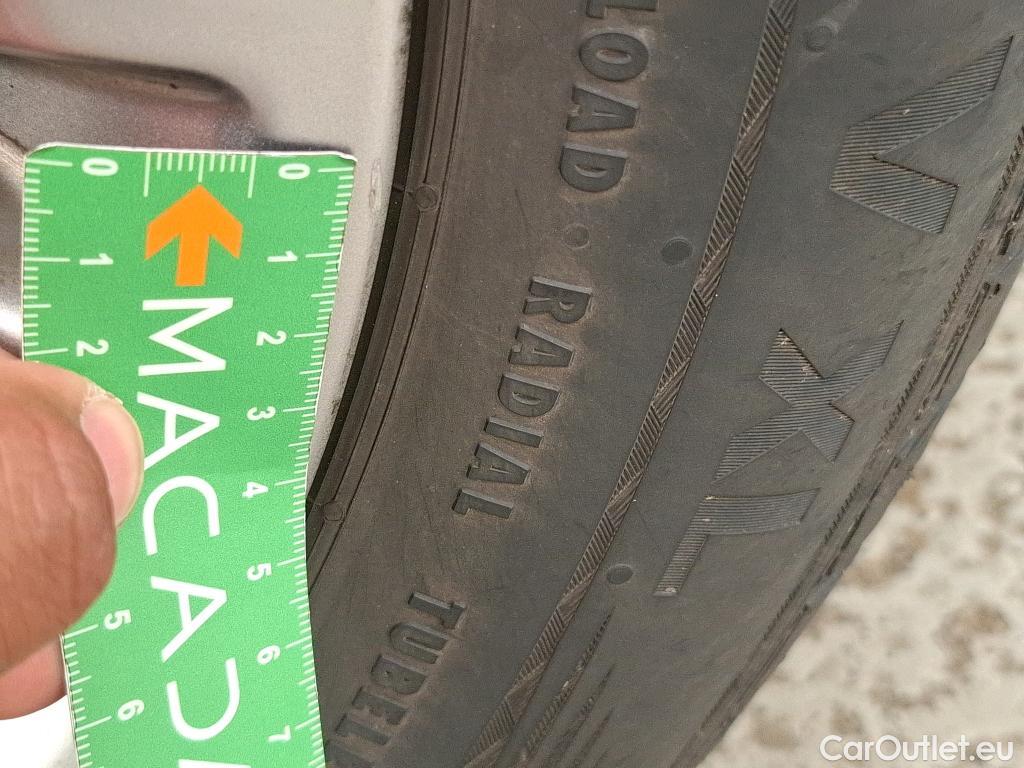 LOAD · RADIAL TUBEL
V XL
0 1 2 3 4 5 6 7
0 1 2 5 6
MACAD
CarOutlet.eu